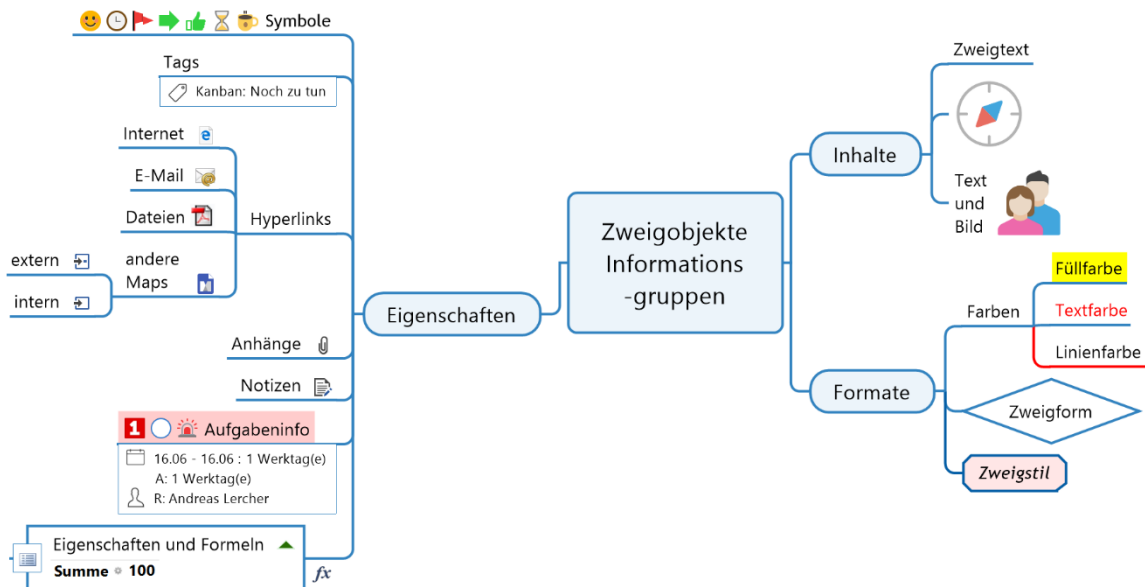 Symbole
Tags
Kanban: Noch zu tun
Internet
E-Mail
Dateien
andere
Maps
extern
intern
Hyperlinks
Anhänge
Notizen
1 Aufgabeninfo
16.06 - 16.06 : 1 Werktag(e)
A: 1 Werktag(e)
R: Andreas Lercher
Eigenschaften und Formeln
Summe 100
fx
Eigenschaften
Zweigobjekte
Informations
-gruppen
Inhalte
Zweigtext
Text
und
Bild
Formate
Farben
Füllfarbe
Textfarbe
Linienfarbe
Zweigform
Zweigstil